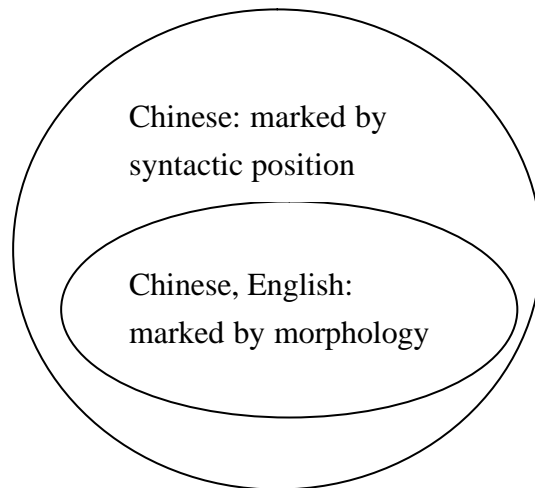 Chinese: marked by
syntactic position
Chinese, English:
marked by morphology